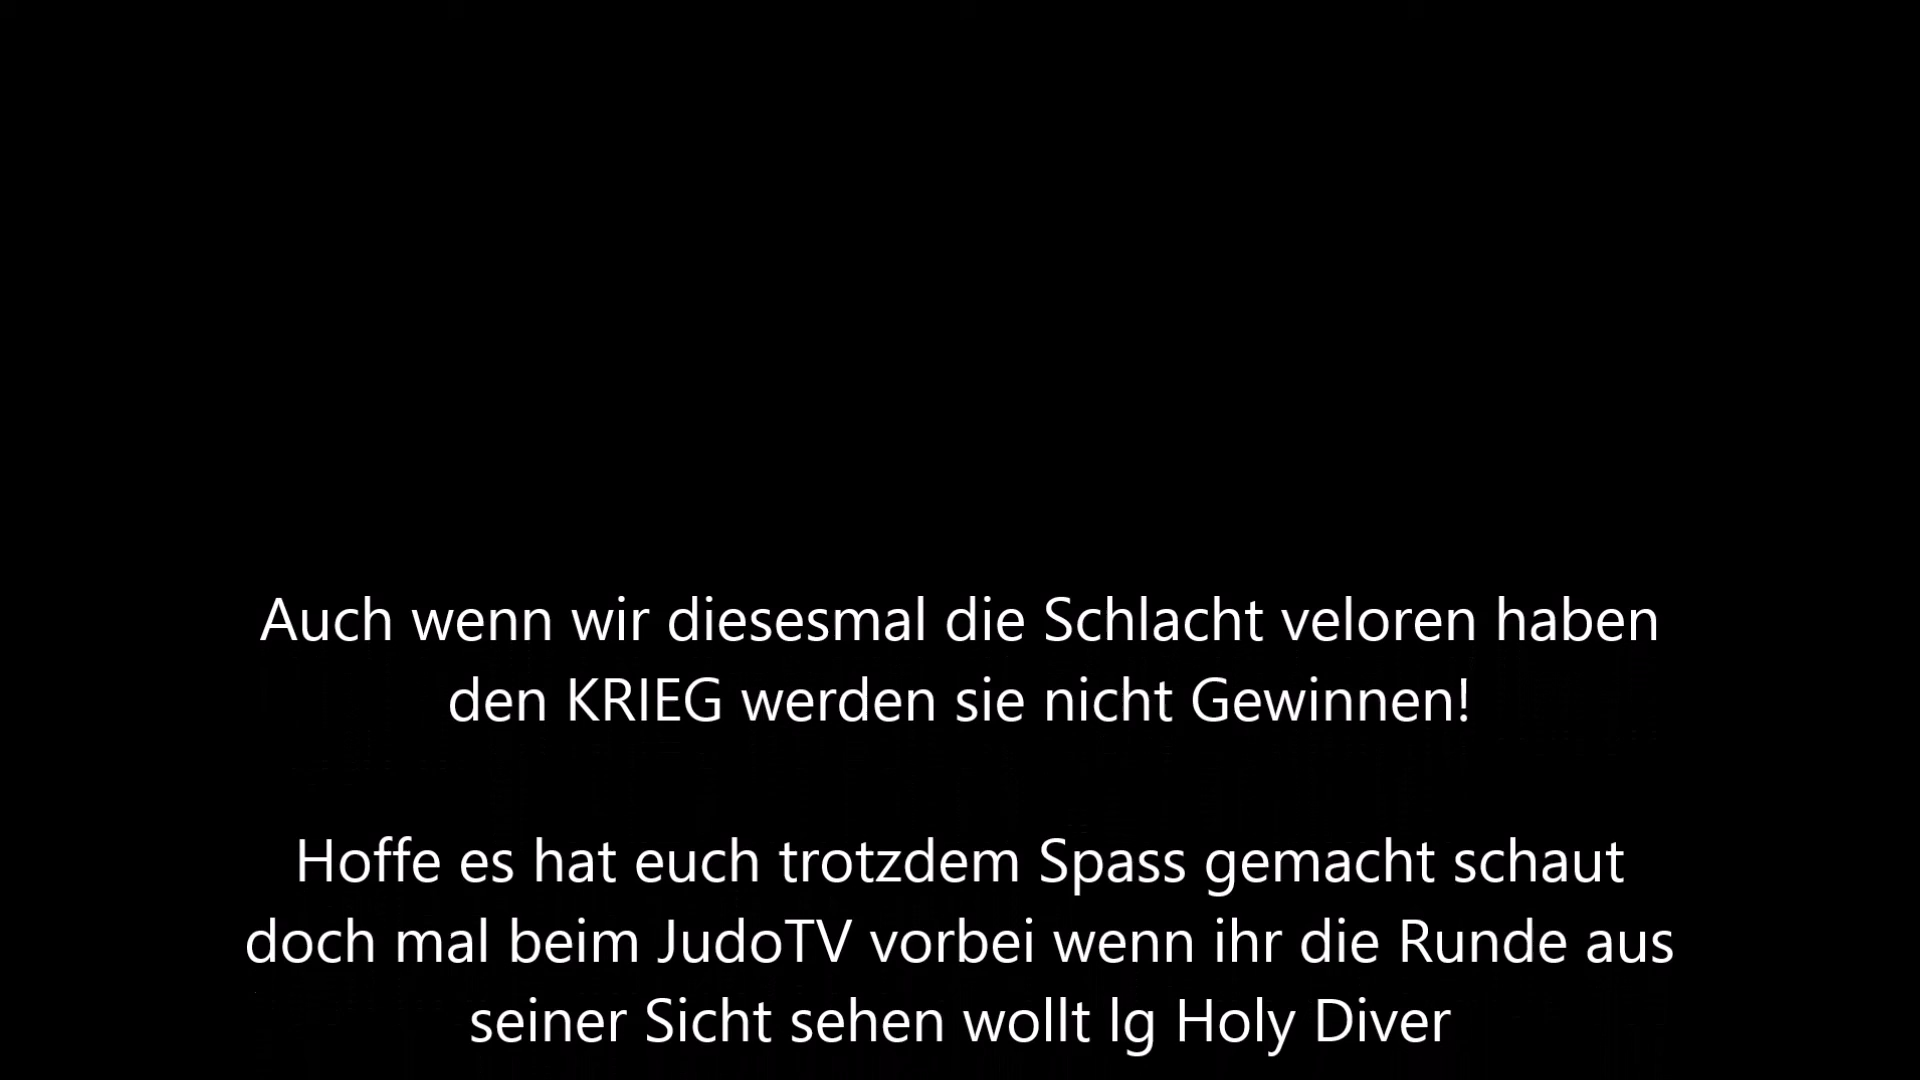 Auch wenn wir diesesmal die Schlacht veloren haben
den KRIEG werden sie nicht Gewinnen!
Hoffe es hat euch trotzdem Spass gemacht schaut
doch mal beim JudoTV vorbei wenn ihr die Runde aus
seiner Sicht sehen wollt lg Holy Diver